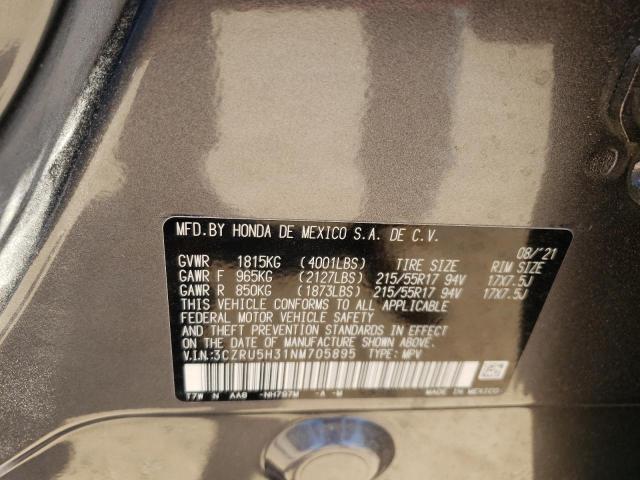 MFD.BY HONDA DE MEXICO S.A. DE C.V.
08/'21
GVWR 1815KG (4001LBS) TIRE SIZE RIM SIZE
GAWR F 965KG (2127LBS) 215/55R17 94V 17X7.5J
GAWR R 850KG (1873LBS) 215/55R17 94V 17X7.5J
THIS VEHICLE CONFORMS TO ALL APPLICABLE
FEDERAL MOTOR VEHICLE SAFETY
AND THEFT PREVENTION STANDARDS IN EFFECT
ON THE DATE OF MANUFACTURE SHOWN ABOVE.
V.I.N.:3CZRU5H31NM705895 TYPE: MPV
T7W N AA6 -NH797M -A -M MADE IN MEXICO